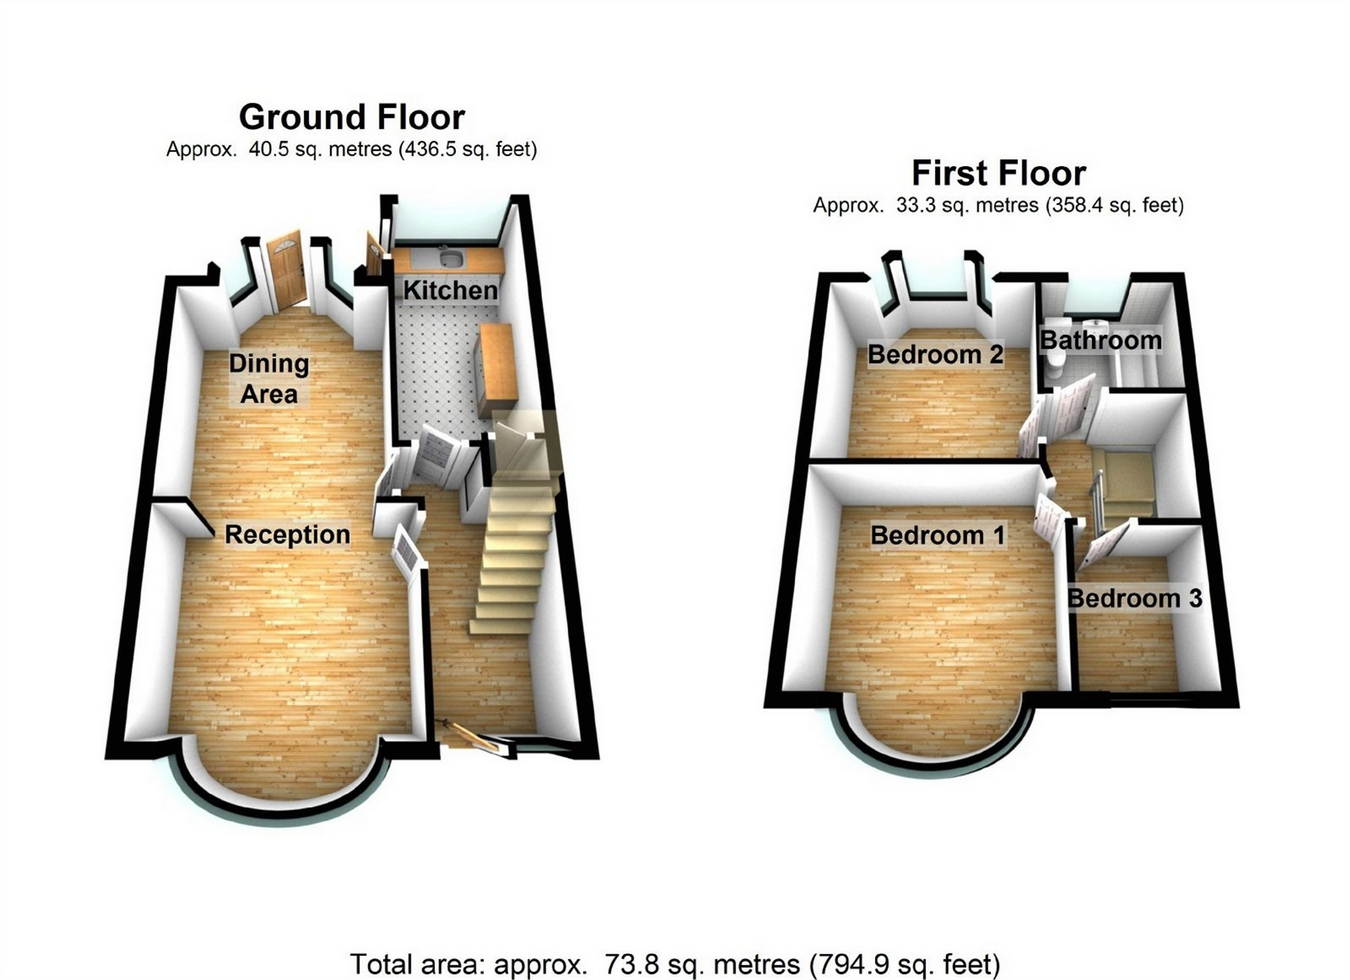 Ground Floor
Approx. 40.5 sq. metres (436.5 sq. feet)
Kitchen
Dining
Area
Reception
First Floor
Approx. 33.3 sq. metres (358.4 sq. feet)
Bedroom 2
Bathroom
Bedroom 1
Bedroom 3
Total area: approx. 73.8 sq. metres (794.9 sq. feet)